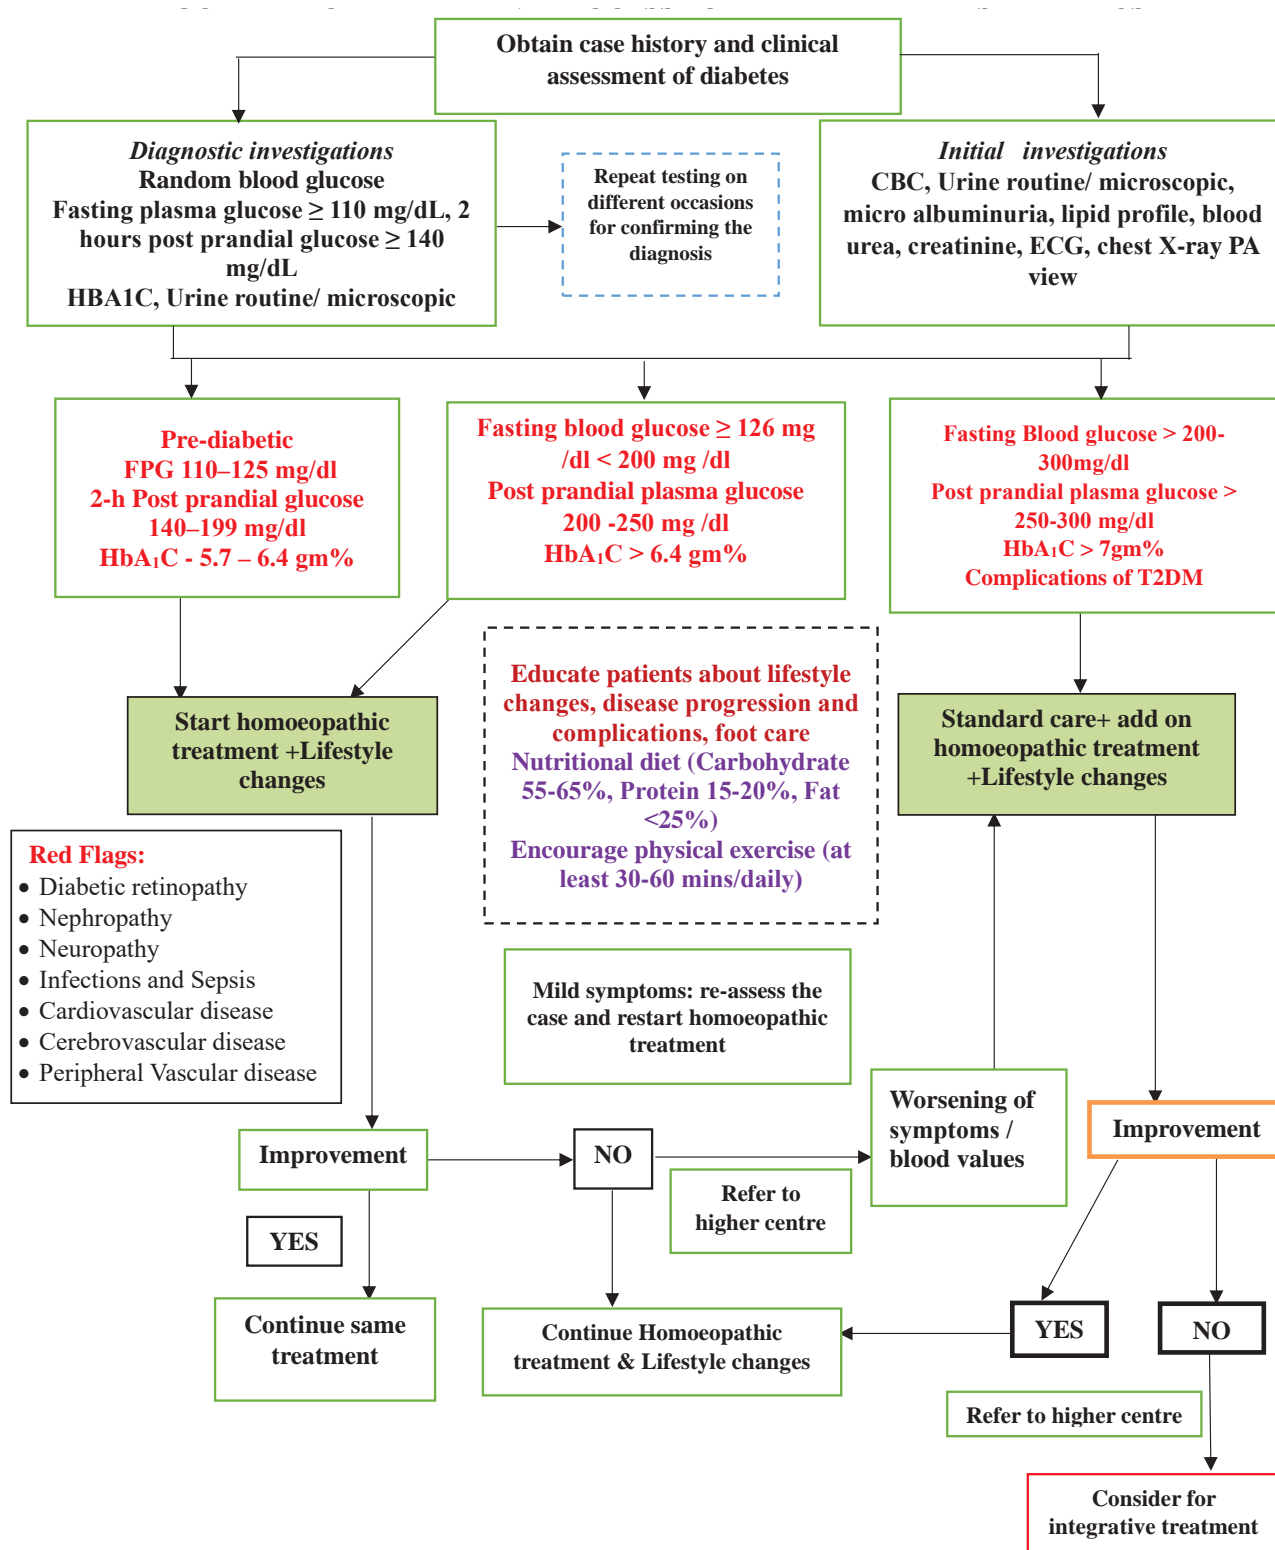 Obtain case history and clinical
assessment of diabetes
Diagnostic investigations
Random blood glucose
Fasting plasma glucose ≥ 110 mg/dL, 2
hours post prandial glucose ≥ 140
mg/dL
HBA1C, Urine routine/ microscopic
Repeat testing on
different occasions
for confirming the
diagnosis
Initial investigations
CBC, Urine routine/ microscopic,
micro albuminuria, lipid profile, blood
urea, creatinine, ECG, chest X-ray PA
view
Pre-diabetic
FPG 110–125 mg/dl
2-h Post prandial glucose
140–199 mg/dl
HbA₁C - 5.7 – 6.4 gm%
Fasting blood glucose ≥ 126 mg
/dl < 200 mg /dl
Post prandial plasma glucose
200 -250 mg /dl
HbA₁C > 6.4 gm%
Fasting Blood glucose > 200-
300mg/dl
Post prandial plasma glucose >
250-300 mg/dl
HbA₁C > 7gm%
Complications of T2DM
Start homoeopathic
treatment +Lifestyle
changes
Educate patients about lifestyle
changes, disease progression and
complications, foot care
Nutritional diet (Carbohydrate
55-65%, Protein 15-20%, Fat
<25%)
Encourage physical exercise (at
least 30-60 mins/daily)
Standard care+ add on
homoeopathic treatment
+Lifestyle changes
Red Flags:
• Diabetic retinopathy
• Nephropathy
• Neuropathy
• Infections and Sepsis
• Cardiovascular disease
• Cerebrovascular disease
• Peripheral Vascular disease
Mild symptoms: re-assess the
case and restart homoeopathic
treatment
Worsening of
symptoms /
blood values
Improvement
Improvement
NO
Refer to
higher centre
YES
Continue same
treatment
Continue Homoeopathic
treatment & Lifestyle changes
YES
NO
Refer to higher centre
Consider for
integrative treatment